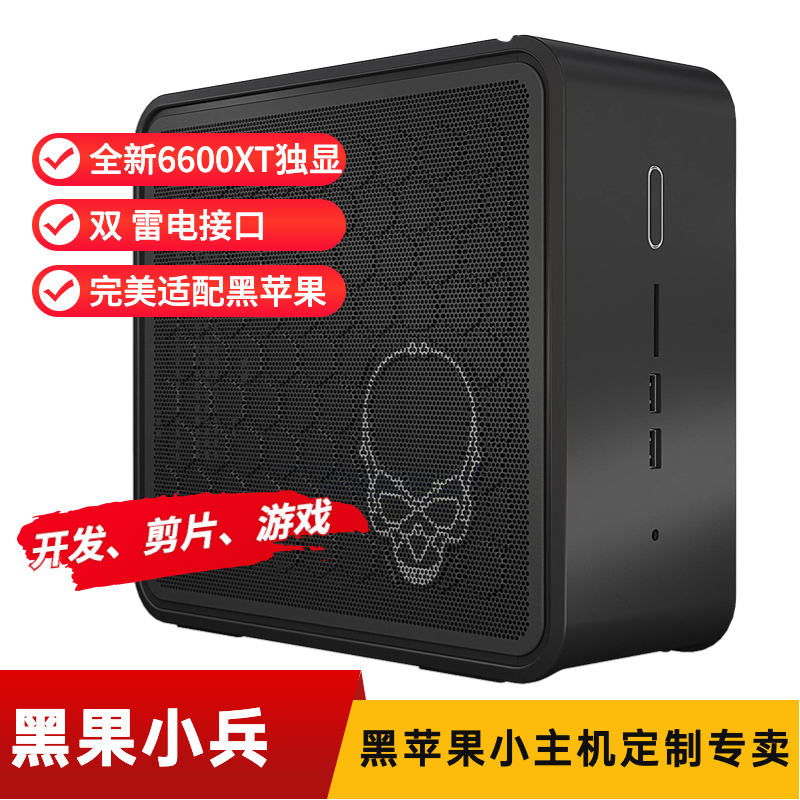 全新6600XT独显
双 雷电接口
完美适配黑苹果
开发、剪片、游戏
黑果小兵
黑苹果小主机定制专卖